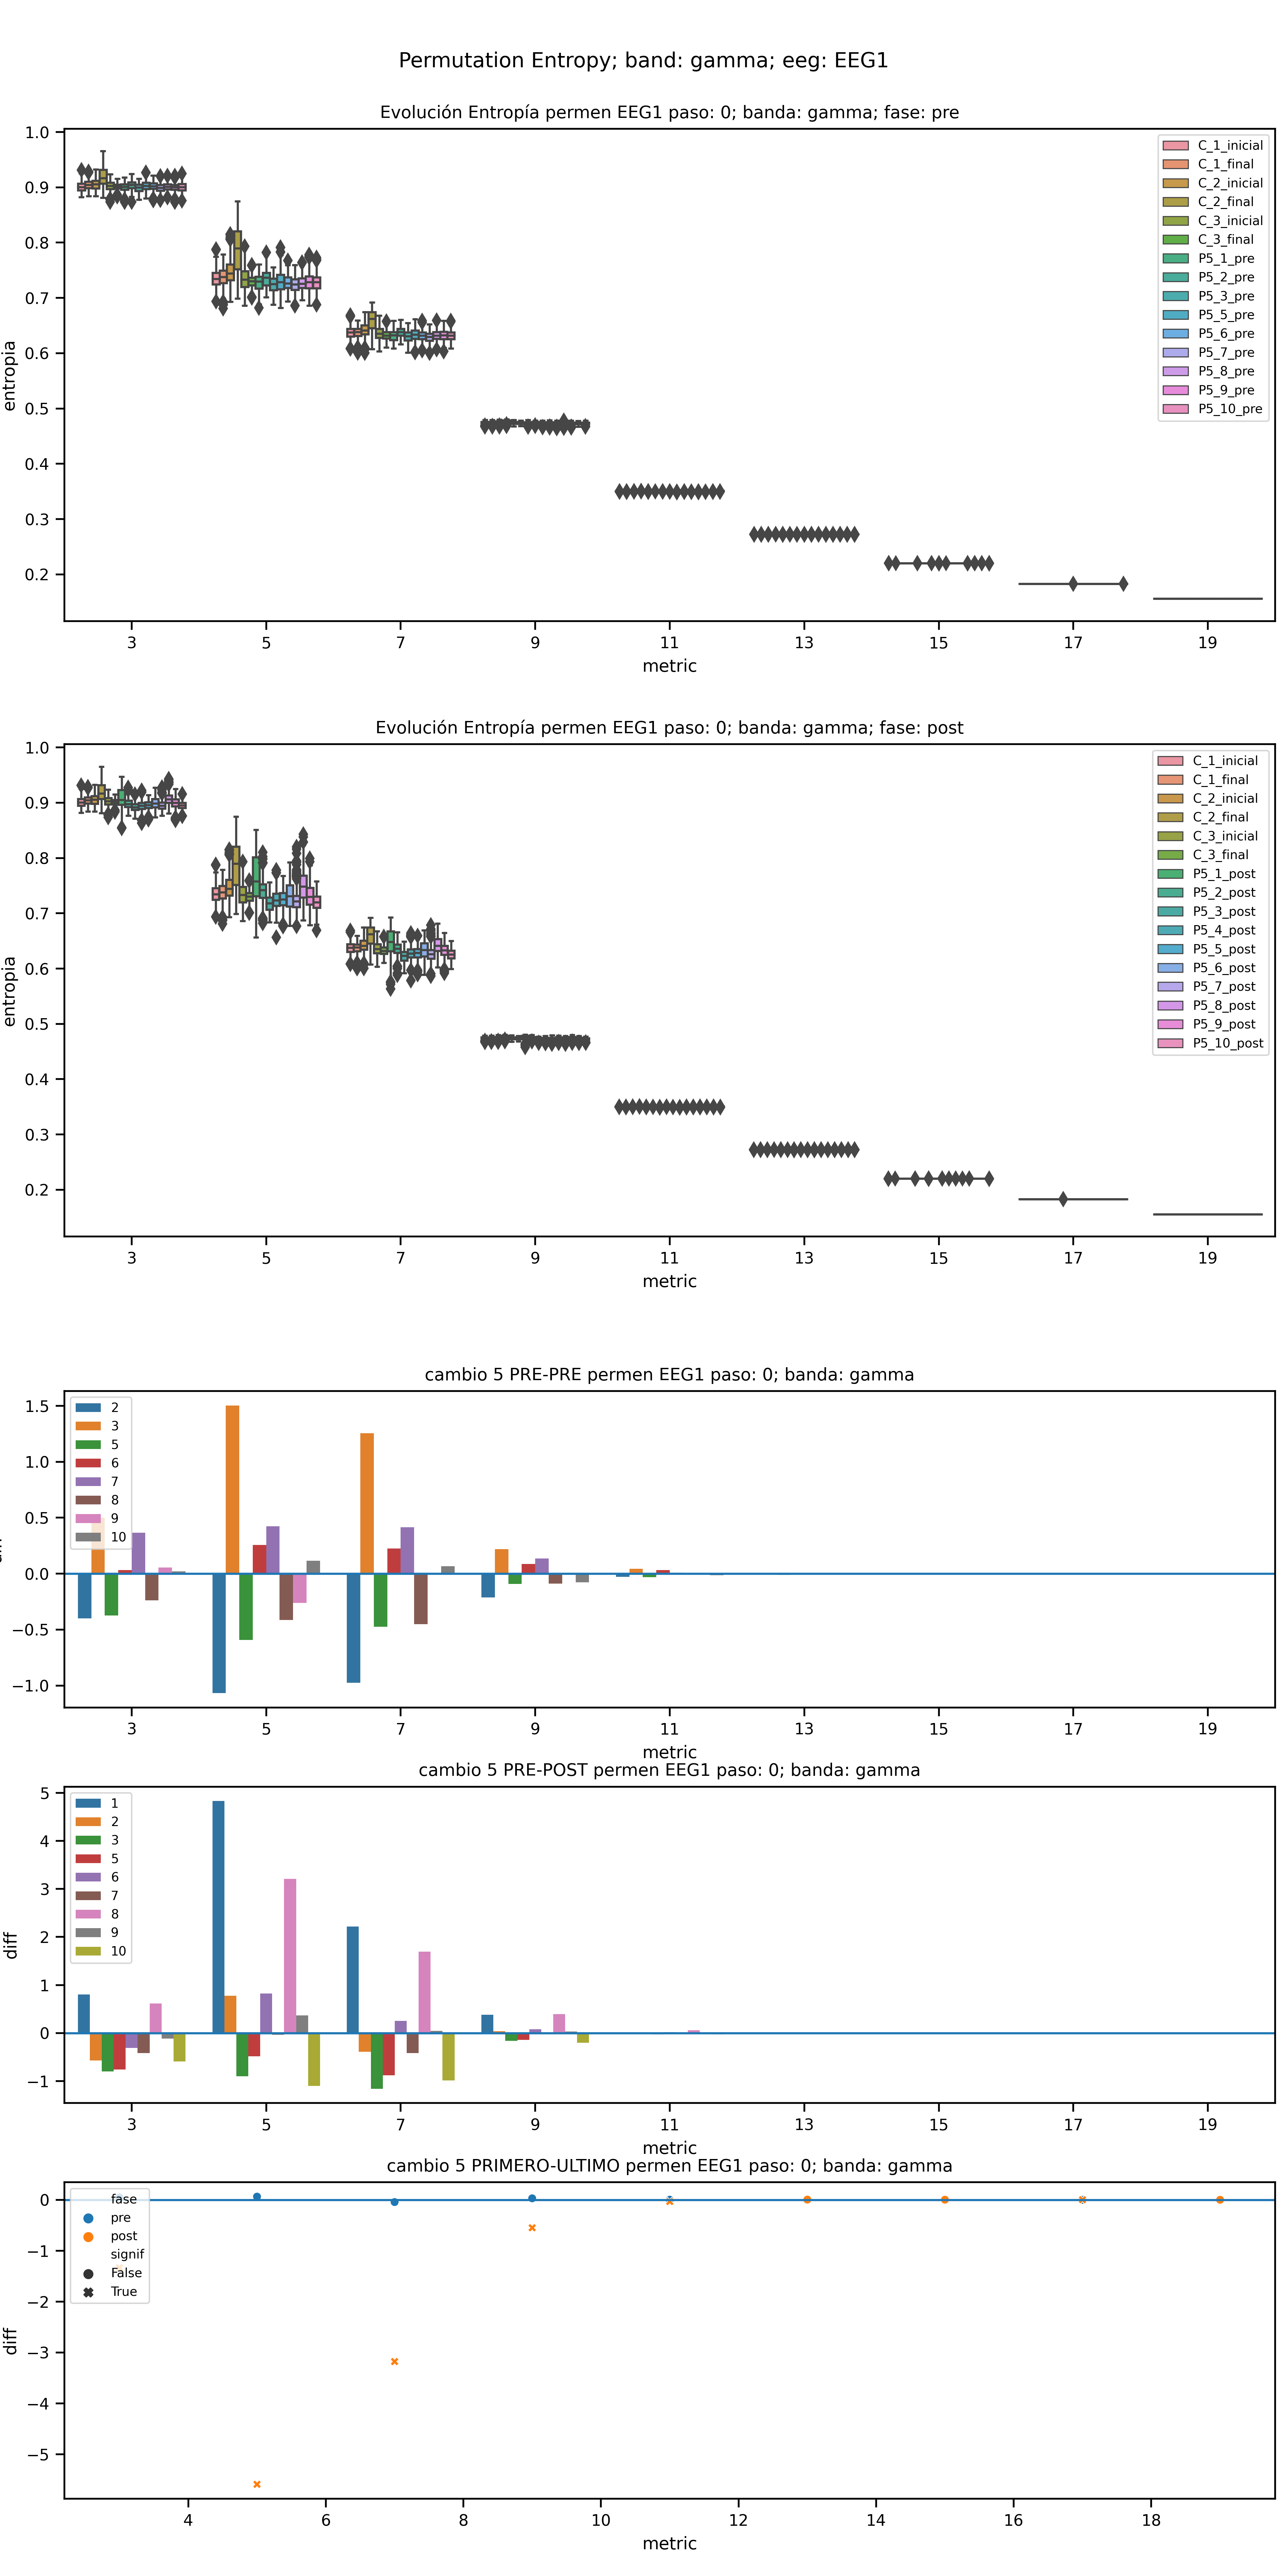 Permutation Entropy; band: gamma; eeg: EEG1
Evolución Entropía permen EEG1 paso: 0; banda: gamma; fase: pre
1.0
0.9
0.8
0.7
0.6
0.5
0.4
0.3
0.2
entropia
C_1_inicial
C_1_final
C_2_inicial
C_2_final
C_3_inicial
C_3_final
P5_1_pre
P5_2_pre
P5_3_pre
P5_5_pre
P5_6_pre
P5_7_pre
P5_8_pre
P5_9_pre
P5_10_pre
3 5 7 9 11 13 15 17 19
metric
Evolución Entropía permen EEG1 paso: 0; banda: gamma; fase: post
1.0
0.9
0.8
0.7
0.6
0.5
0.4
0.3
0.2
entropia
C_1_inicial
C_1_final
C_2_inicial
C_2_final
C_3_inicial
C_3_final
P5_1_post
P5_2_post
P5_3_post
P5_4_post
P5_5_post
P5_6_post
P5_7_post
P5_8_post
P5_9_post
P5_10_post
3 5 7 9 11 13 15 17 19
metric
cambio 5 PRE-PRE permen EEG1 paso: 0; banda: gamma
1.5
1.0
0.5
0.0
−0.5
−1.0
2
3
5
6
7
8
9
10
3 5 7 9 11 13 15 17 19
metric
cambio 5 PRE-POST permen EEG1 paso: 0; banda: gamma
5
4
3
2
1
0
−1
diff
1
2
3
5
6
7
8
9
10
3 5 7 9 11 13 15 17 19
metric
cambio 5 PRIMERO-ULTIMO permen EEG1 paso: 0; banda: gamma
0
−1
−2
−3
−4
−5
diff
fase
pre
post
signif
False
True
4 6 8 10 12 14 16 18
metric